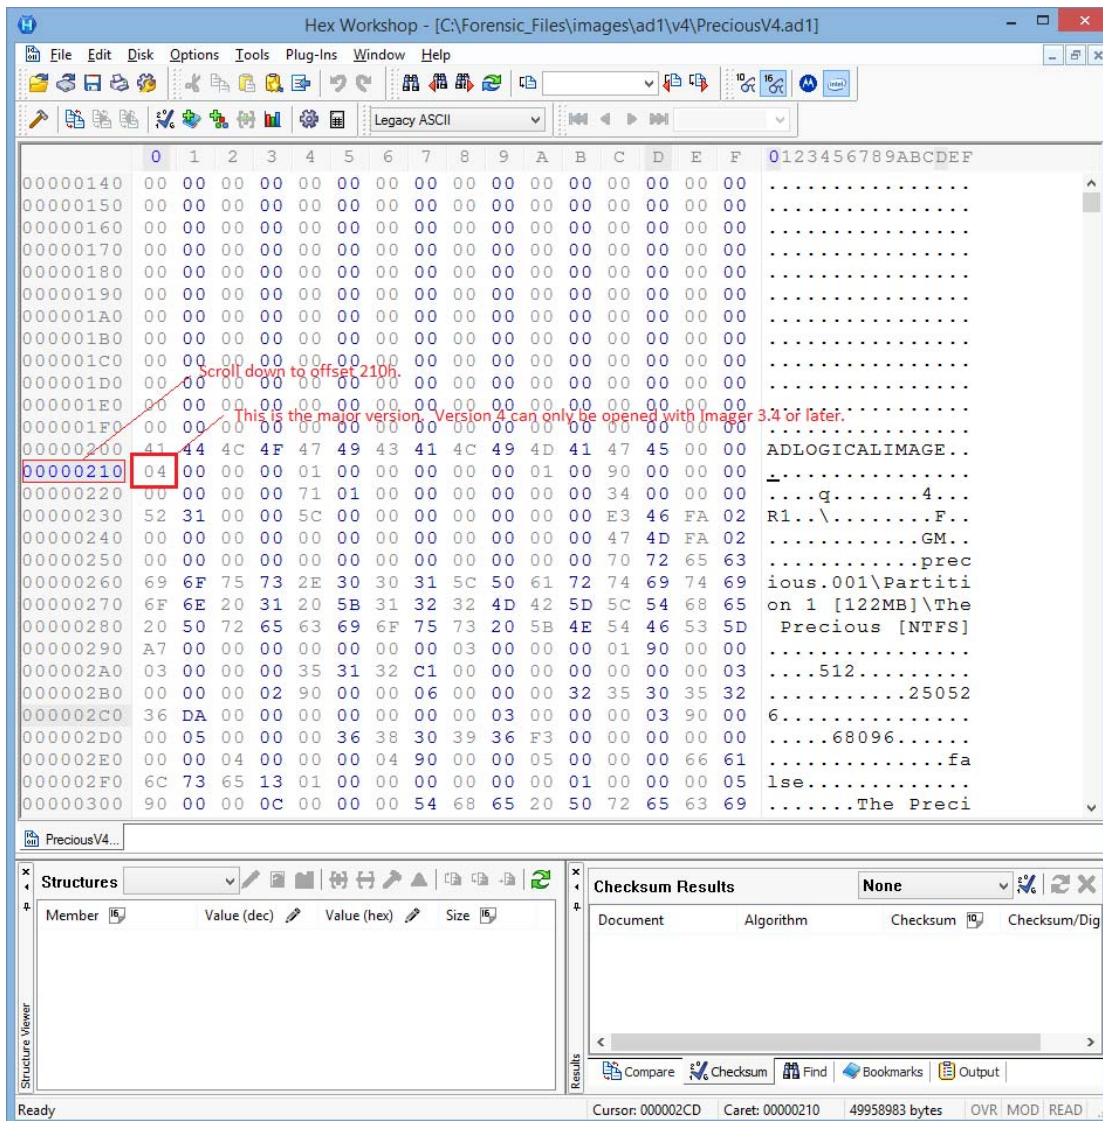 Hex Workshop - [C:\Forensic_Files\images\ad1\v4\PreciousV4.ad1]
File Edit Disk Options Tools Plug-Ins Window Help
Legacy ASCII
0 1 2 3 4 5 6 7 8 9 A B C D E F 0123456789ABCDEF
00000140 00 00 00 00 00 00 00 00 00 00 00 00 00 00 00 00 ................
00000150 00 00 00 00 00 00 00 00 00 00 00 00 00 00 00 00 ................
00000160 00 00 00 00 00 00 00 00 00 00 00 00 00 00 00 00 ................
00000170 00 00 00 00 00 00 00 00 00 00 00 00 00 00 00 00 ................
00000180 00 00 00 00 00 00 00 00 00 00 00 00 00 00 00 00 ................
00000190 00 00 00 00 00 00 00 00 00 00 00 00 00 00 00 00 ................
000001A0 00 00 00 00 00 00 00 00 00 00 00 00 00 00 00 00 ................
000001B0 00 00 00 00 00 00 00 00 00 00 00 00 00 00 00 00 ................
000001C0 00 00 00 00 00 00 00 00 00 00 00 00 00 00 00 00 ................
Scroll down to offset 210h.
000001D0 00 00 00 00 00 00 00 00 00 00 00 00 00 00 00 00 ................
000001E0 00 00 00 00 00 00 00 00 00 00 00 00 00 00 00 00 ................
This is the major version. Version 4 can only be opened with Imager 3.4 or later.
000001F0 00 00 00 00 00 00 00 00 00 00 00 00 00 00 00 00 ................
00000200 41 44 4C 4F 47 49 43 41 4C 49 4D 41 47 45 00 00 ADLOGICALIMAGE..
00000210 04 00 00 00 01 00 00 00 00 00 01 00 90 00 00 00 ................
00000220 00 00 00 00 71 01 00 00 00 00 00 00 34 00 00 00 ....q.......4...
00000230 52 31 00 00 5C 00 00 00 00 00 00 00 E3 46 FA 02 R1..\........F..
00000240 00 00 00 00 00 00 00 00 00 00 00 00 47 4D FA 02 ............GM..
00000250 00 00 00 00 00 00 00 00 00 00 00 00 70 72 65 63 ............prec
00000260 69 6F 75 73 2E 30 30 31 5C 50 61 72 74 69 74 69 ious.001\Partiti
00000270 6F 6E 20 31 20 5B 31 32 32 4D 42 5D 5C 54 68 65 on 1 [122MB]\The
00000280 20 50 72 65 63 69 6F 75 73 20 5B 4E 54 46 53 5D  Precious [NTFS]
00000290 A7 00 00 00 00 00 00 00 03 00 00 00 01 90 00 00 ................
000002A0 03 00 00 00 35 31 32 C1 00 00 00 00 00 00 00 03 ....512.........
000002B0 00 00 00 02 90 00 00 06 00 00 00 32 35 30 35 32 ...........25052
000002C0 36 DA 00 00 00 00 00 00 00 03 00 00 00 03 90 00 6...............
000002D0 00 05 00 00 00 36 38 30 39 36 F3 00 00 00 00 00 .....68096......
000002E0 00 00 04 00 00 00 04 90 00 00 05 00 00 00 66 61 ..............fa
000002F0 6C 73 65 13 01 00 00 00 00 00 00 01 00 00 00 05 lse.............
00000300 90 00 00 0C 00 00 00 54 68 65 20 50 72 65 63 69 .......The Preci
PreciousV4...
Structures
Member Value (dec) Value (hex) Size
Structure Viewer
Checksum Results None
Document Algorithm Checksum Checksum/Dig
Results
Compare Checksum Find Bookmarks Output
Ready Cursor: 000002CD Caret: 00000210 49958983 bytes OVR MOD READ